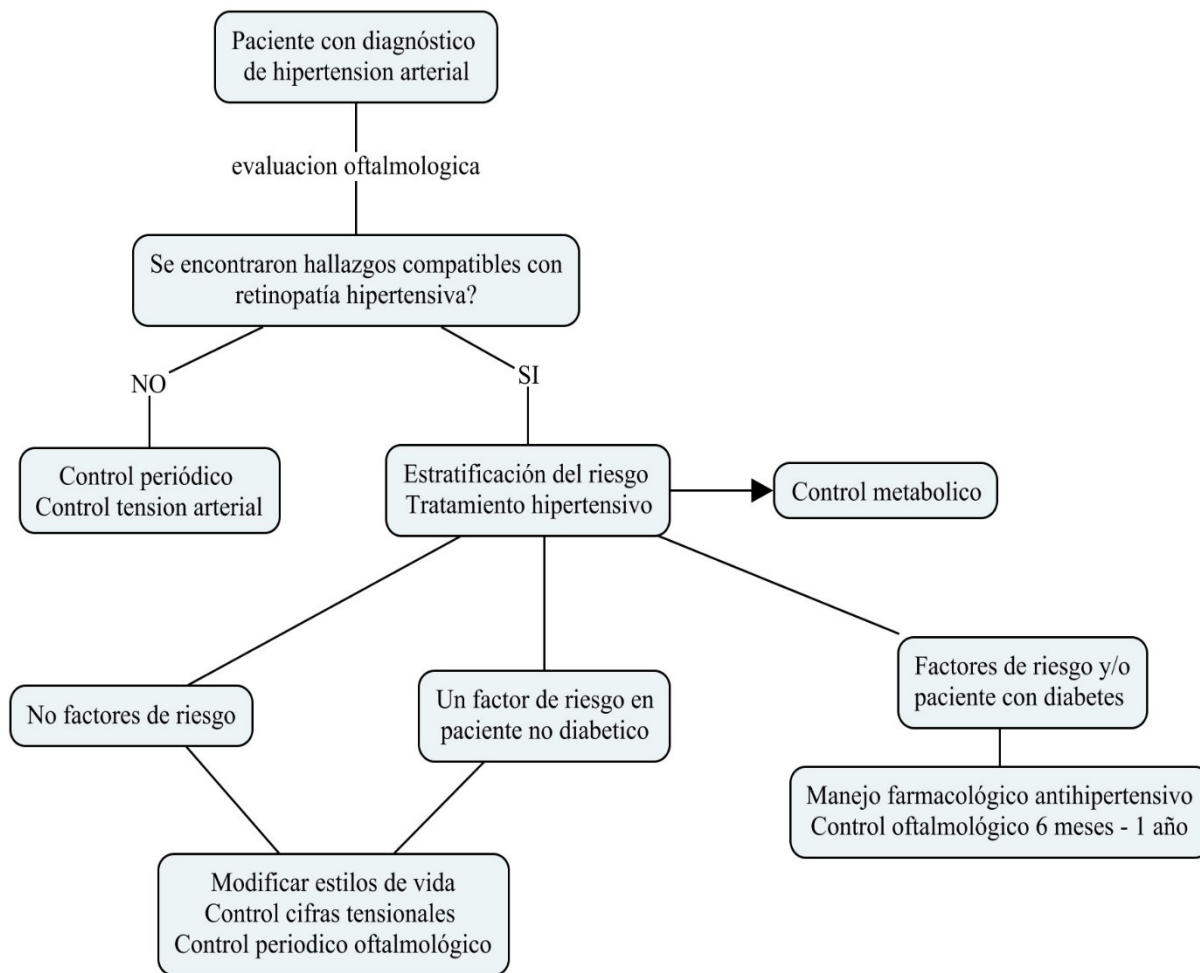 Paciente con diagnóstico
de hipertension arterial
evaluacion oftalmologica
Se encontraron hallazgos compatibles con
retinopatía hipertensiva?
NO
SI
Control periódico
Control tension arterial
Estratificación del riesgo
Tratamiento hipertensivo
Control metabolico
No factores de riesgo
Un factor de riesgo en
paciente no diabetico
Factores de riesgo y/o
paciente con diabetes
Manejo farmacológico antihipertensivo
Control oftalmológico 6 meses - 1 año
Modificar estilos de vida
Control cifras tensionales
Control periodico oftalmológico